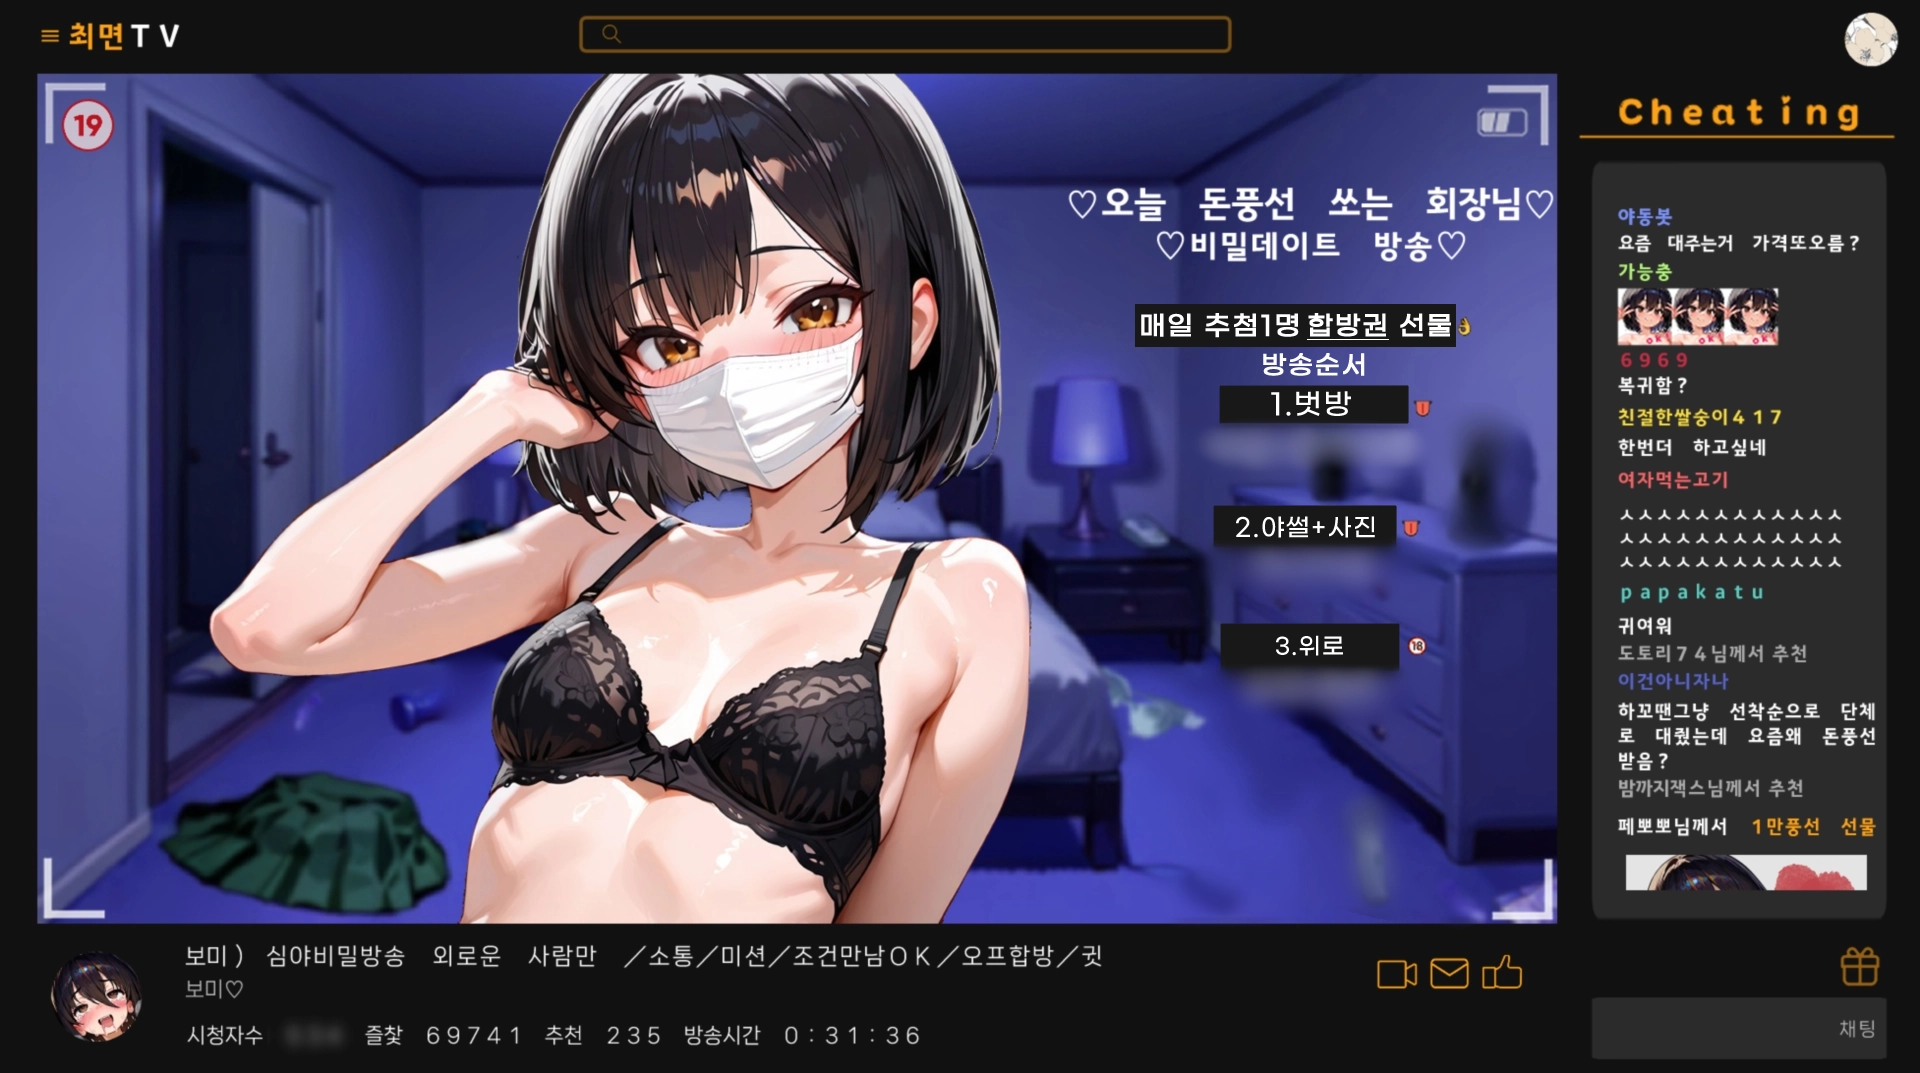 최면TV
19
♡오늘 돈풍선 쏘는 회장님♡
♡비밀데이트 방송♡
매일 추첨1명 합방권 선물
방송순서
1.벗방
2.야썰+사진
3.위로
18
Cheating
야동봇
요즘 대주는거 가격또오름?
가능충
6969
복귀함?
친절한쌀숭이417
한번더 하고싶네
여자먹는고기
ㅅㅅㅅㅅㅅㅅㅅㅅㅅㅅㅅㅅ
ㅅㅅㅅㅅㅅㅅㅅㅅㅅㅅㅅㅅ
ㅅㅅㅅㅅㅅㅅㅅㅅㅅㅅㅅㅅ
papakatu
귀여워
도토리74님께서 추천
이건아니자나
하꼬땐그냥 선착순으로 단체
로 대줬는데 요즘왜 돈풍선
받음?
밤까지잭스님께서 추천
페뽀뽀님께서 1만풍선 선물
보미) 심야비밀방송 외로운 사람만 /소통/미션/조건만남OK/오프합방/귓
보미♡
시청자수 즐찾 69741 추천 235 방송시간 0:31:36
채팅